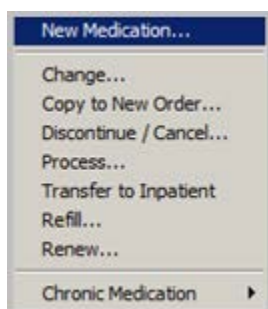 New Medication...
Change...
Copy to New Order...
Discontinue / Cancel...
Process...
Transfer to Inpatient
Refill...
Renew...
Chronic Medication